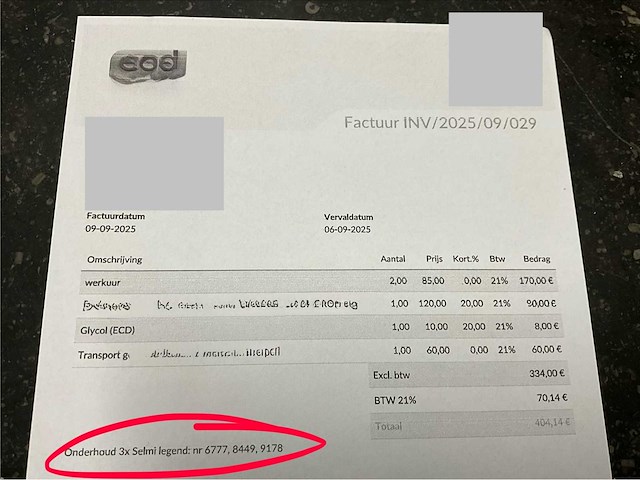 eod
Factuur INV/2025/09/029
Factuurdatum Vervaldatum
09-09-2025 06-09-2025
Omschrijving Aantal Prijs Kort.% Btw Bedrag
werkuur 2,00 85,00 0,00 21% 170,00 €
1,00 120,00 20,00 21% 90,00 €
Glycol (ECD) 1,00 10,00 20,00 21% 8,00 €
Transport 1,00 60,00 0,00 21% 60,00 €
Excl. btw 334,00 €
BTW 21% 70,14 €
Totaal 404,14 €
Onderhoud 3x Selmi legend: nr 6777, 8449, 9178